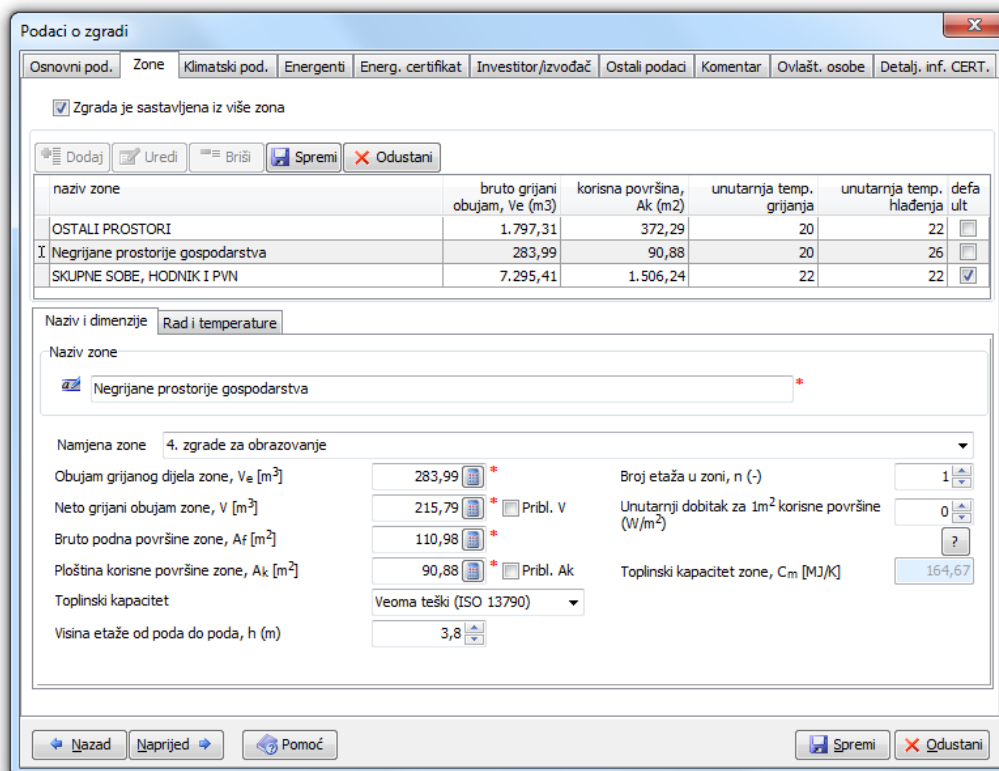 Podaci o zgradi
Osnovni pod. Zone Klimatski pod. Energenti Energ. certifikat Investitor/izvođač Ostali podaci Komentar Ovlašt. osobe Detalj. inf. CERT.
Zgrada je sastavljena iz više zona
Dodaj Uredi Briši Spremi Odustani
naziv zone bruto grijani korisna površina, unutarnja temp. unutarnja temp. defa
obujam, Ve (m3) Ak (m2) grijanja hlađenja ult
OSTALI PROSTORI 1.797,31 372,29 20 22
Negrijane prostorije gospodarstva 283,99 90,88 20 26
SKUPNE SOBE, HODNIK I PVN 7.295,41 1.506,24 22 22
Naziv i dimenzije Rad i temperature
Naziv zone
Negrijane prostorije gospodarstva *
Namjena zone 4. zgrade za obrazovanje
Obujam grijanog dijela zone, Ve [m³] 283,99 * Broj etaža u zoni, n (-) 1
Neto grijani obujam zone, V [m³] 215,79 * Pribl. V Unutarnji dobitak za 1m² korisne površine 0
(W/m²)
Bruto podna površine zone, Af [m²] 110,98 * ?
Ploština korisne površine zone, Ak [m²] 90,88 * Pribl. Ak Toplinski kapacitet zone, Cm [MJ/K] 164,67
Toplinski kapacitet Veoma teški (ISO 13790)
Visina etaže od poda do poda, h (m) 3,8
Nazad Naprijed Pomoć Spremi Odustani